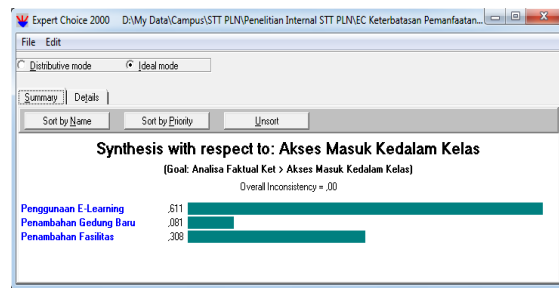 Expert Choice 2000 D:\My Data\Campus\STT PLN\Penelitian Internal STT PLN\EC Keterbatasan Pemanfaatan...
File Edit
Distributive mode Ideal mode
Summary Details
Sort by Name Sort by Priority Unsort
Synthesis with respect to: Akses Masuk Kedalam Kelas
(Goal: Analisa Faktual Ket > Akses Masuk Kedalam Kelas)
Overall Inconsistency = ,00
Penggunaan E-Learning ,611
Penambahan Gedung Baru ,081
Penambahan Fasilitas ,308